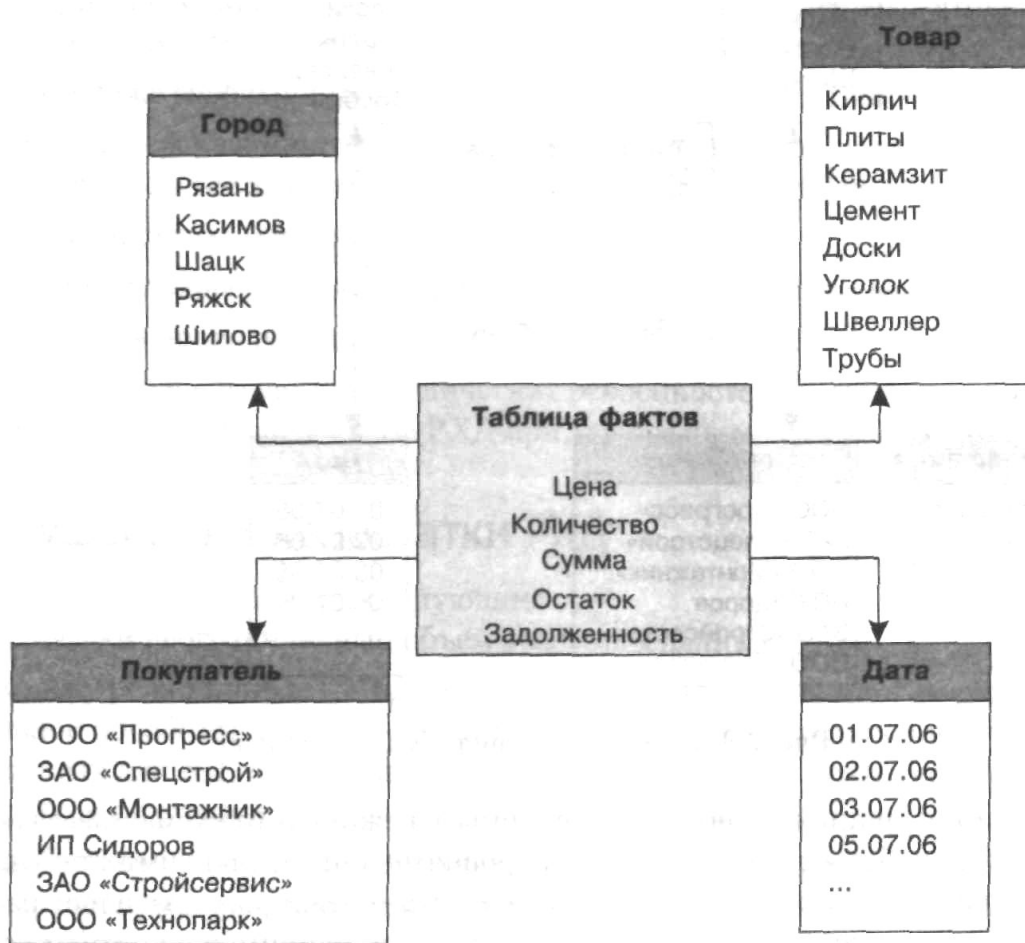 Товар
Кирпич
Плиты
Керамзит
Цемент
Доски
Уголок
Швеллер
Трубы
Город
Рязань
Касимов
Шацк
Ряжск
Шилово
Таблица фактов
Цена
Количество
Сумма
Остаток
Задолженность
Покупатель
ООО «Прогресс»
ЗАО «Спецстрой»
ООО «Монтажник»
ИП Сидоров
ЗАО «Стройсервис»
ООО «Технопарк»
Дата
01.07.06
02.07.06
03.07.06
05.07.06
...